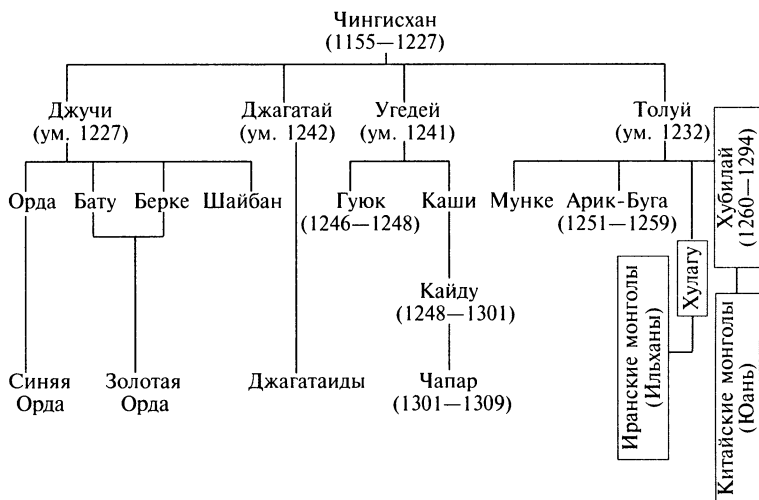 Чингисхан
(1155—1227)
Джучи
(ум. 1227)
Джагатай
(ум. 1242)
Угедей
(ум. 1241)
Толуй
(ум. 1232)
Хубилай
(1260—1294)
Орда
Бату
Берке
Шайбан
Гуюк
(1246—1248)
Каши
Мунке
Арик-Буга
(1251—1259)
Хулагу
Кайду
(1248—1301)
Иранские монголы
(Ильханы)
Китайские монголы
(Юань)
Синяя
Орда
Золотая
Орда
Джагатаиды
Чапар
(1301—1309)